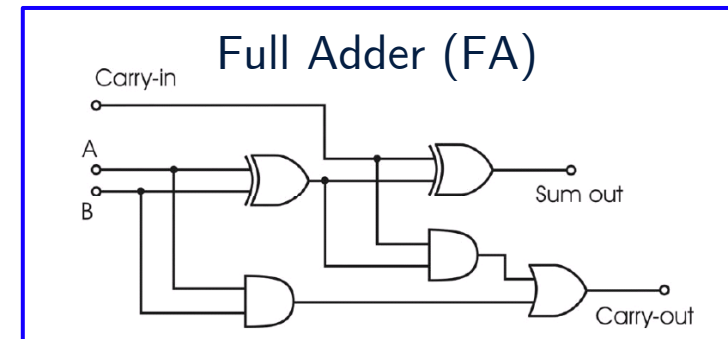 Full Adder (FA)
Carry-in
A
B
Sum out
Carry-out